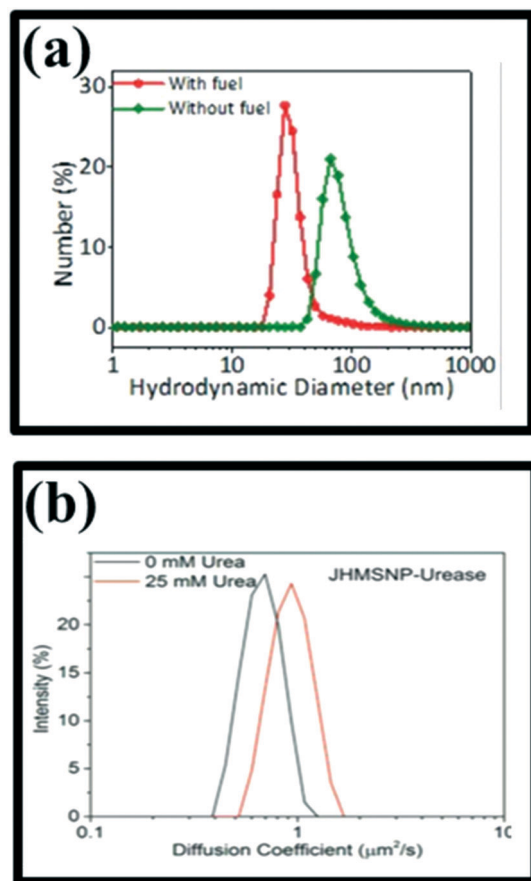 (a)
With fuel
Without fuel
30
20
10
0
Number (%)
1 10 100 1000
Hydrodynamic Diameter (nm)
(b)
0 mM Urea
25 mM Urea
JHMSNP-Urease
20
15
10
5
0
Intensity (%)
0.1 1 10
Diffusion Coefficient (μm²/s)